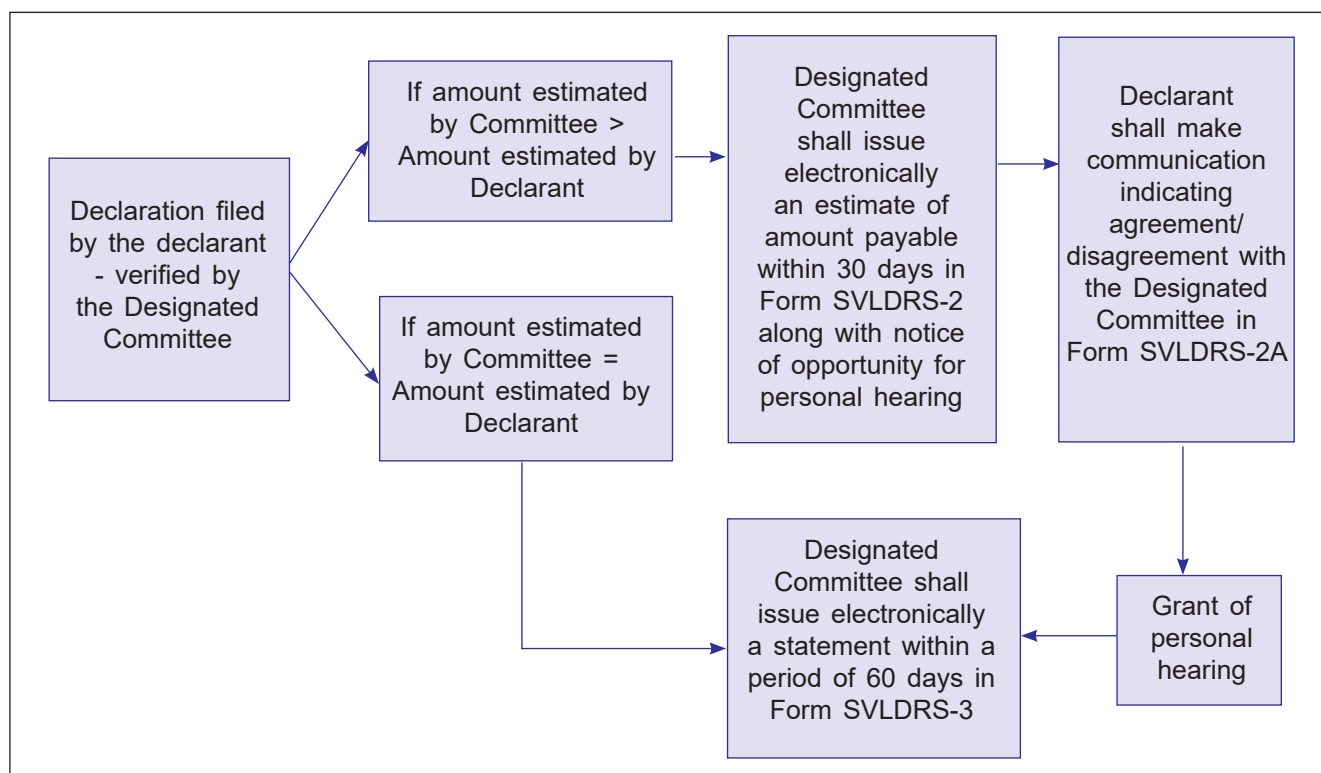 Declaration filed
by the declarant
- verified by
the Designated
Committee
If amount estimated
by Committee >
Amount estimated by
Declarant
If amount estimated
by Committee =
Amount estimated by
Declarant
Designated
Committee
shall issue
electronically
an estimate of
amount payable
within 30 days in
Form SVLDRS-2
along with notice
of opportunity for
personal hearing
Declarant
shall make
communication
indicating
agreement/
disagreement with
the Designated
Committee in
Form SVLDRS-2A
Designated
Committee shall
issue electronically
a statement within a
period of 60 days in
Form SVLDRS-3
Grant of
personal
hearing